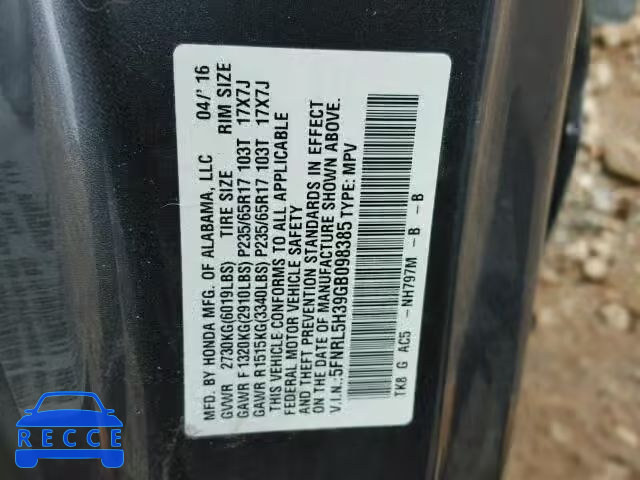 MFD. BY HONDA MFG. OF ALABAMA, LLC 04/'16
GVWR 2730KG(6019LBS) TIRE SIZE RIM SIZE
GAWR F 1320KG(2910LBS) P235/65R17 103T 17X7J
GAWR R 1515KG(3340LBS) P235/65R17 103T 17X7J
THIS VEHICLE CONFORMS TO ALL APPLICABLE
FEDERAL MOTOR VEHICLE SAFETY
AND THEFT PREVENTION STANDARDS IN EFFECT
ON THE DATE OF MANUFACTURE SHOWN ABOVE.
V.I.N.: 5FNRL5H39GB098385 TYPE: MPV
TK8 G AC5 -NH797M -B -B
RECCE